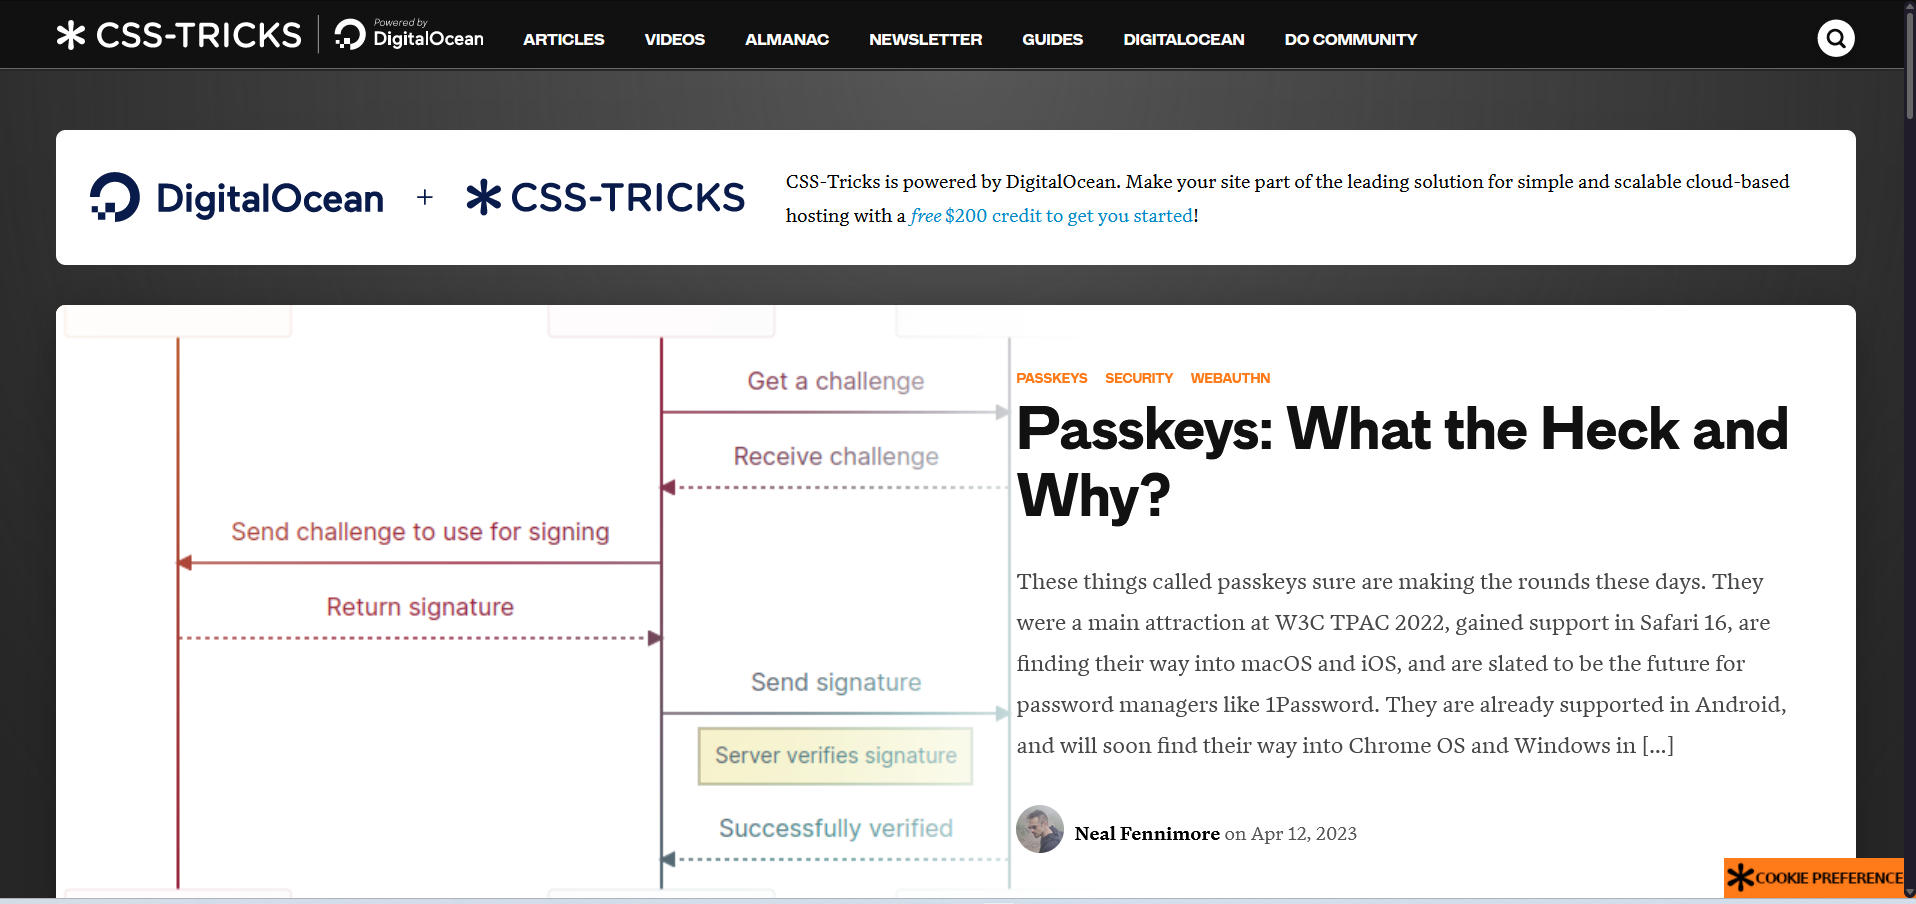 CSS-TRICKS
Powered by
DigitalOcean
ARTICLES
VIDEOS
ALMANAC
NEWSLETTER
GUIDES
DIGITALOCEAN
DO COMMUNITY
DigitalOcean + CSS-TRICKS
CSS-Tricks is powered by DigitalOcean. Make your site part of the leading solution for simple and scalable cloud-based
hosting with a free $200 credit to get you started!
Get a challenge
Receive challenge
Send challenge to use for signing
Return signature
Send signature
Server verifies signature
Successfully verified
PASSKEYS SECURITY WEBAUTHN
Passkeys: What the Heck and
Why?
These things called passkeys sure are making the rounds these days. They
were a main attraction at W3C TPAC 2022, gained support in Safari 16, are
finding their way into macOS and iOS, and are slated to be the future for
password managers like 1Password. They are already supported in Android,
and will soon find their way into Chrome OS and Windows in [...]
Neal Fennimore on Apr 12, 2023
COOKIE PREFERENCE